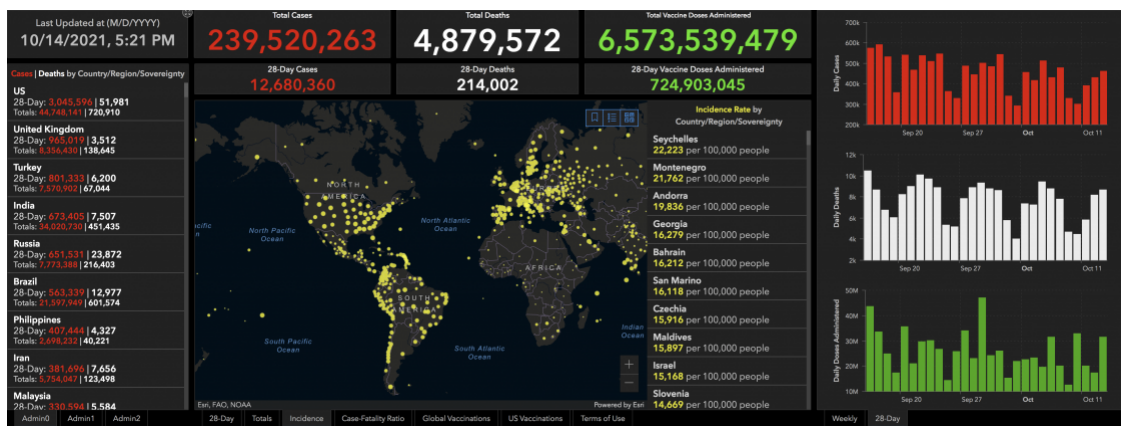 Last Updated at (M/D/YYYY)
10/14/2021, 5:21 PM
Cases | Deaths by Country/Region/Sovereignty
US
28-Day: 3,045,596 | 51,981
Totals: 44,748,141 | 720,910
United Kingdom
28-Day: 965,019 | 3,512
Totals: 8,356,430 | 138,645
Turkey
28-Day: 801,333 | 6,200
Totals: 7,570,902 | 67,044
India
28-Day: 673,405 | 7,507
Totals: 34,020,730 | 451,435
Russia
28-Day: 651,531 | 23,872
Totals: 7,773,388 | 216,403
Brazil
28-Day: 563,339 | 12,977
Totals: 21,597,949 | 601,574
Philippines
28-Day: 407,444 | 4,327
Totals: 2,698,232 | 40,221
Iran
28-Day: 381,696 | 7,656
Totals: 5,754,047 | 123,498
Malaysia
28-Day: 330,594 | 5,584
Admin0 Admin1 Admin2
Total Cases
239,520,263
Total Deaths
4,879,572
Total Vaccine Doses Administered
6,573,539,479
28-Day Cases
12,680,360
28-Day Deaths
214,002
28-Day Vaccine Doses Administered
724,903,045
NORTH
AMERICA
North Pacific
Ocean
North Atlantic
Ocean
AFRICA
SOUTH
AMERICA
South Pacific
Ocean
South Atlantic
Ocean
Indian
Ocean
Esri, FAO, NOAA
Powered by Esri
28-Day Totals Incidence Case-Fatality Ratio Global Vaccinations US Vaccinations Terms of Use
Incidence Rate by
Country/Region/Sovereignty
Seychelles
22,223 per 100,000 people
Montenegro
21,762 per 100,000 people
Andorra
19,836 per 100,000 people
Georgia
16,279 per 100,000 people
Bahrain
16,212 per 100,000 people
San Marino
16,118 per 100,000 people
Czechia
15,916 per 100,000 people
Maldives
15,897 per 100,000 people
Israel
15,168 per 100,000 people
Slovenia
14,669 per 100,000 people
Daily Cases
700k
600k
500k
400k
300k
200k
Sep 20 Sep 27 Oct Oct 11
Daily Deaths
12k
10k
8k
6k
4k
2k
Sep 20 Sep 27 Oct Oct 11
Daily Doses Administered
50M
40M
30M
20M
10M
Sep 20 Sep 27 Oct Oct 11
Weekly 28-Day